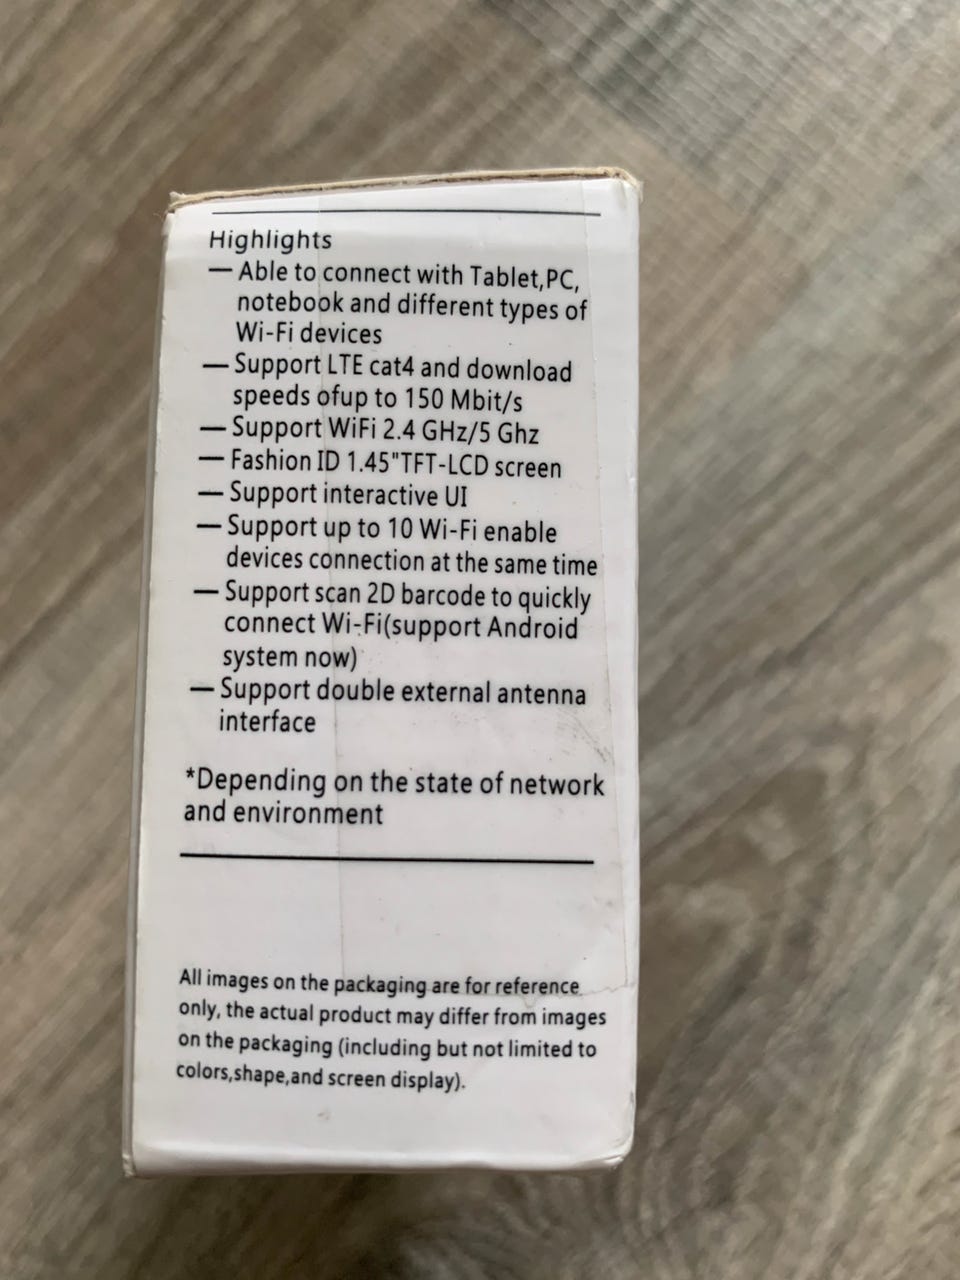 Highlights
— Able to connect with Tablet,PC,
notebook and different types of
Wi-Fi devices
— Support LTE cat4 and download
speeds ofup to 150 Mbit/s
— Support WiFi 2.4 GHz/5 Ghz
— Fashion ID 1.45"TFT-LCD screen
— Support interactive UI
— Support up to 10 Wi-Fi enable
devices connection at the same time
— Support scan 2D barcode to quickly
connect Wi-Fi(support Android
system now)
— Support double external antenna
interface
*Depending on the state of network
and environment
All images on the packaging are for reference
only, the actual product may differ from images
on the packaging (including but not limited to
colors,shape,and screen display).